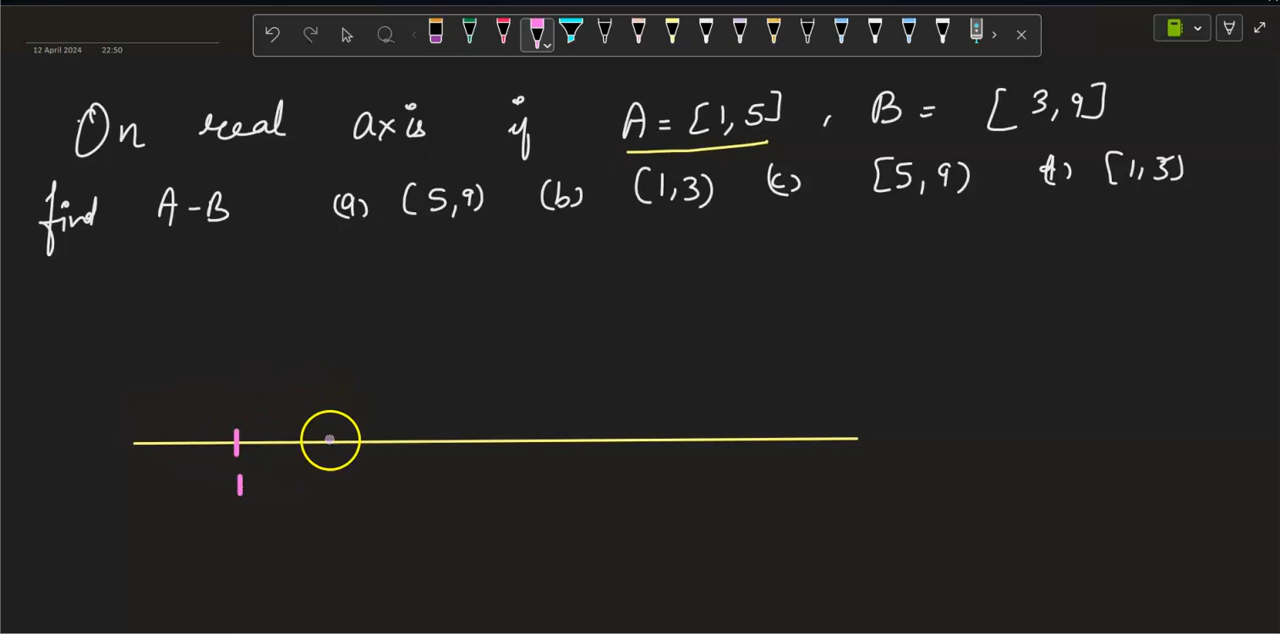 12 April 2024 22:50
On real axis if A = [1,5] , B = [3,9]
find A-B (a) (5,9) (b) (1,3) (c) [5,9) d) [1,3)
1